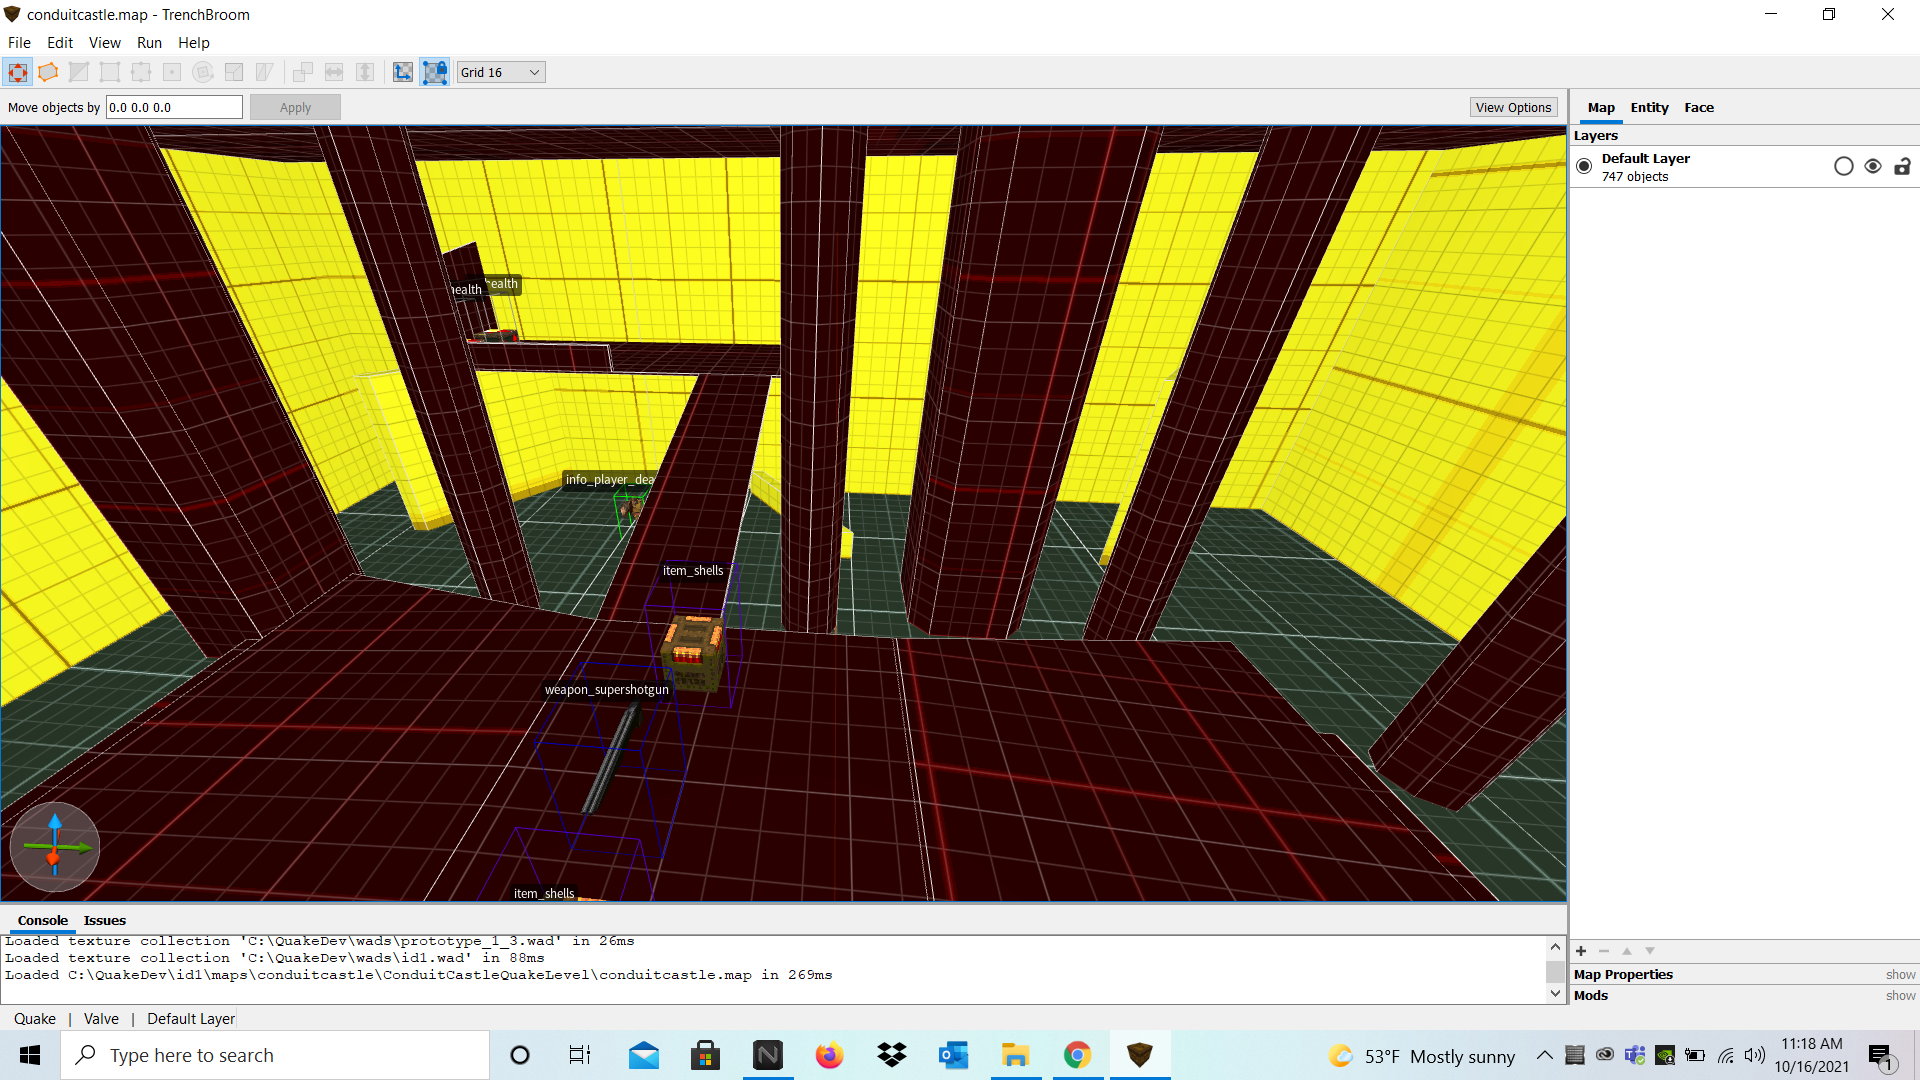 conduitcastle.map - TrenchBroom
File Edit View Run Help
Grid 16
Move objects by 0.0 0.0 0.0 Apply
View Options
Map Entity Face
Layers
Default Layer
747 objects
health
health
info_player_dea
item_shells
weapon_supershotgun
item_shells
Console Issues
Loaded texture collection 'C:\QuakeDev\wads\prototype_1_3.wad' in 26ms
Loaded texture collection 'C:\QuakeDev\wads\id1.wad' in 88ms
Loaded C:\QuakeDev\id1\maps\conduitcastle\ConduitCastleQuakeLevel\conduitcastle.map in 269ms
Map Properties show
Mods show
Quake | Valve | Default Layer
Type here to search
53°F Mostly sunny
11:18 AM
10/16/2021
1